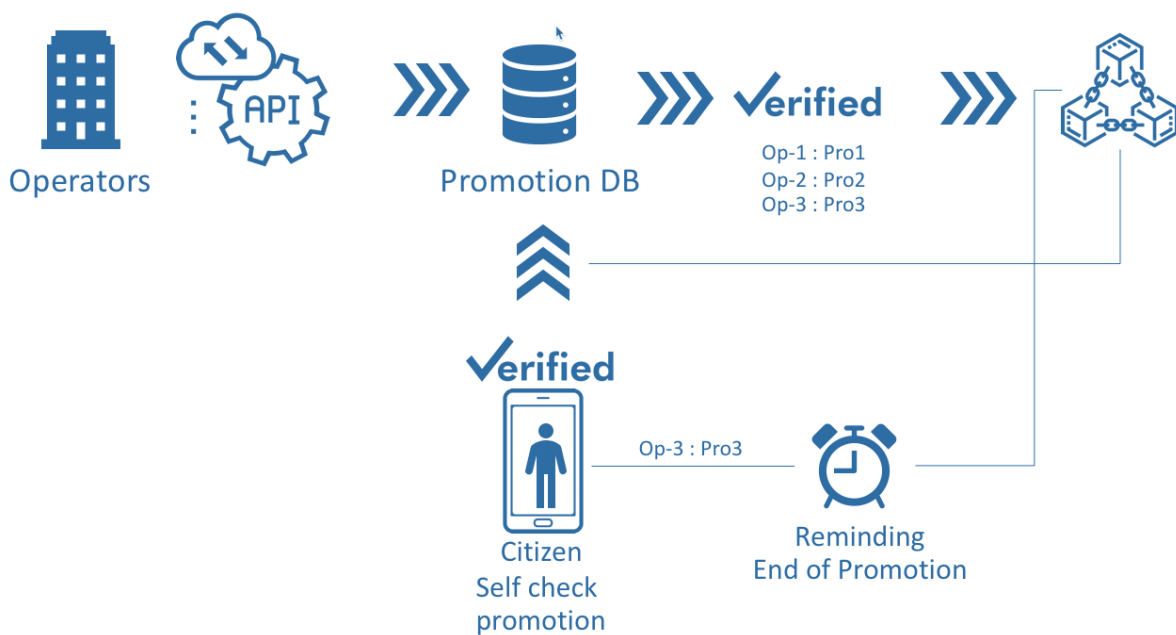 API
Operators
Promotion DB
Verified
Op-1 : Pro1
Op-2 : Pro2
Op-3 : Pro3
Verified
Op-3 : Pro3
Citizen
Self check
promotion
Reminding
End of Promotion